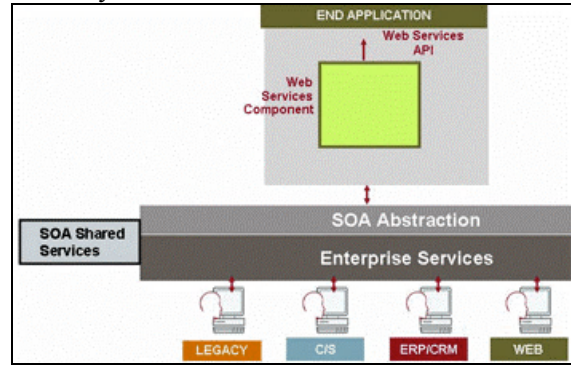 END APPLICATION
Web Services
API
Web
Services
Component
SOA Abstraction
SOA Shared
Services
Enterprise Services
LEGACY
C/S
ERP/CRM
WEB